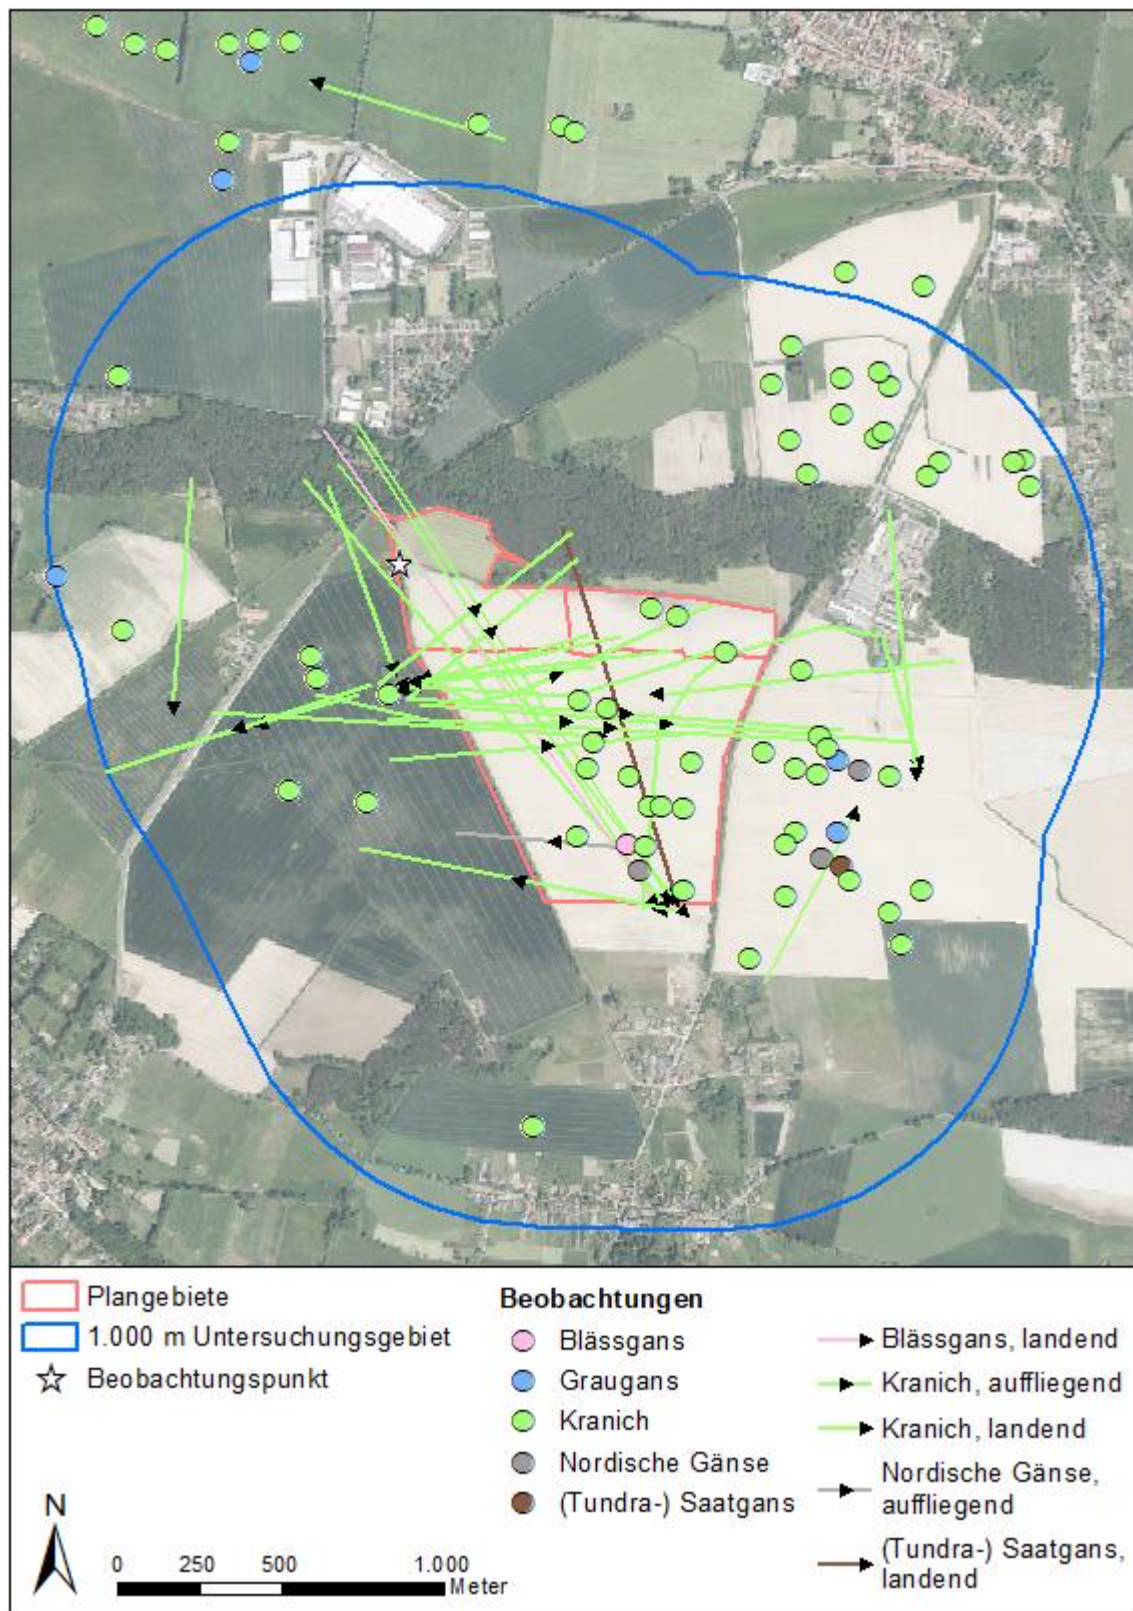 Plangebiete
1.000 m Untersuchungsgebiet
Beobachtungspunkt
N
0 250 500 1.000
Meter
Beobachtungen
Blässgans
Graugans
Kranich
Nordische Gänse
(Tundra-) Saatgans
Blässgans, landend
Kranich, auffliegend
Kranich, landend
Nordische Gänse,
auffliegend
(Tundra-) Saatgans,
landend